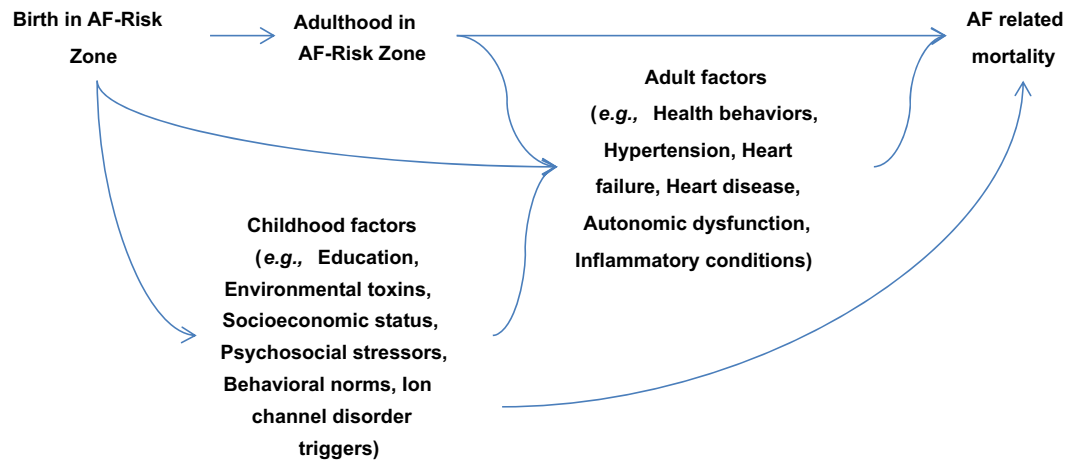 Birth in AF-Risk
Zone
Adulthood in
AF-Risk Zone
AF related
mortality
Adult factors
(e.g., Health behaviors,
Hypertension, Heart
failure, Heart disease,
Autonomic dysfunction,
Inflammatory conditions)
Childhood factors
(e.g., Education,
Environmental toxins,
Socioeconomic status,
Psychosocial stressors,
Behavioral norms, Ion
channel disorder
triggers)